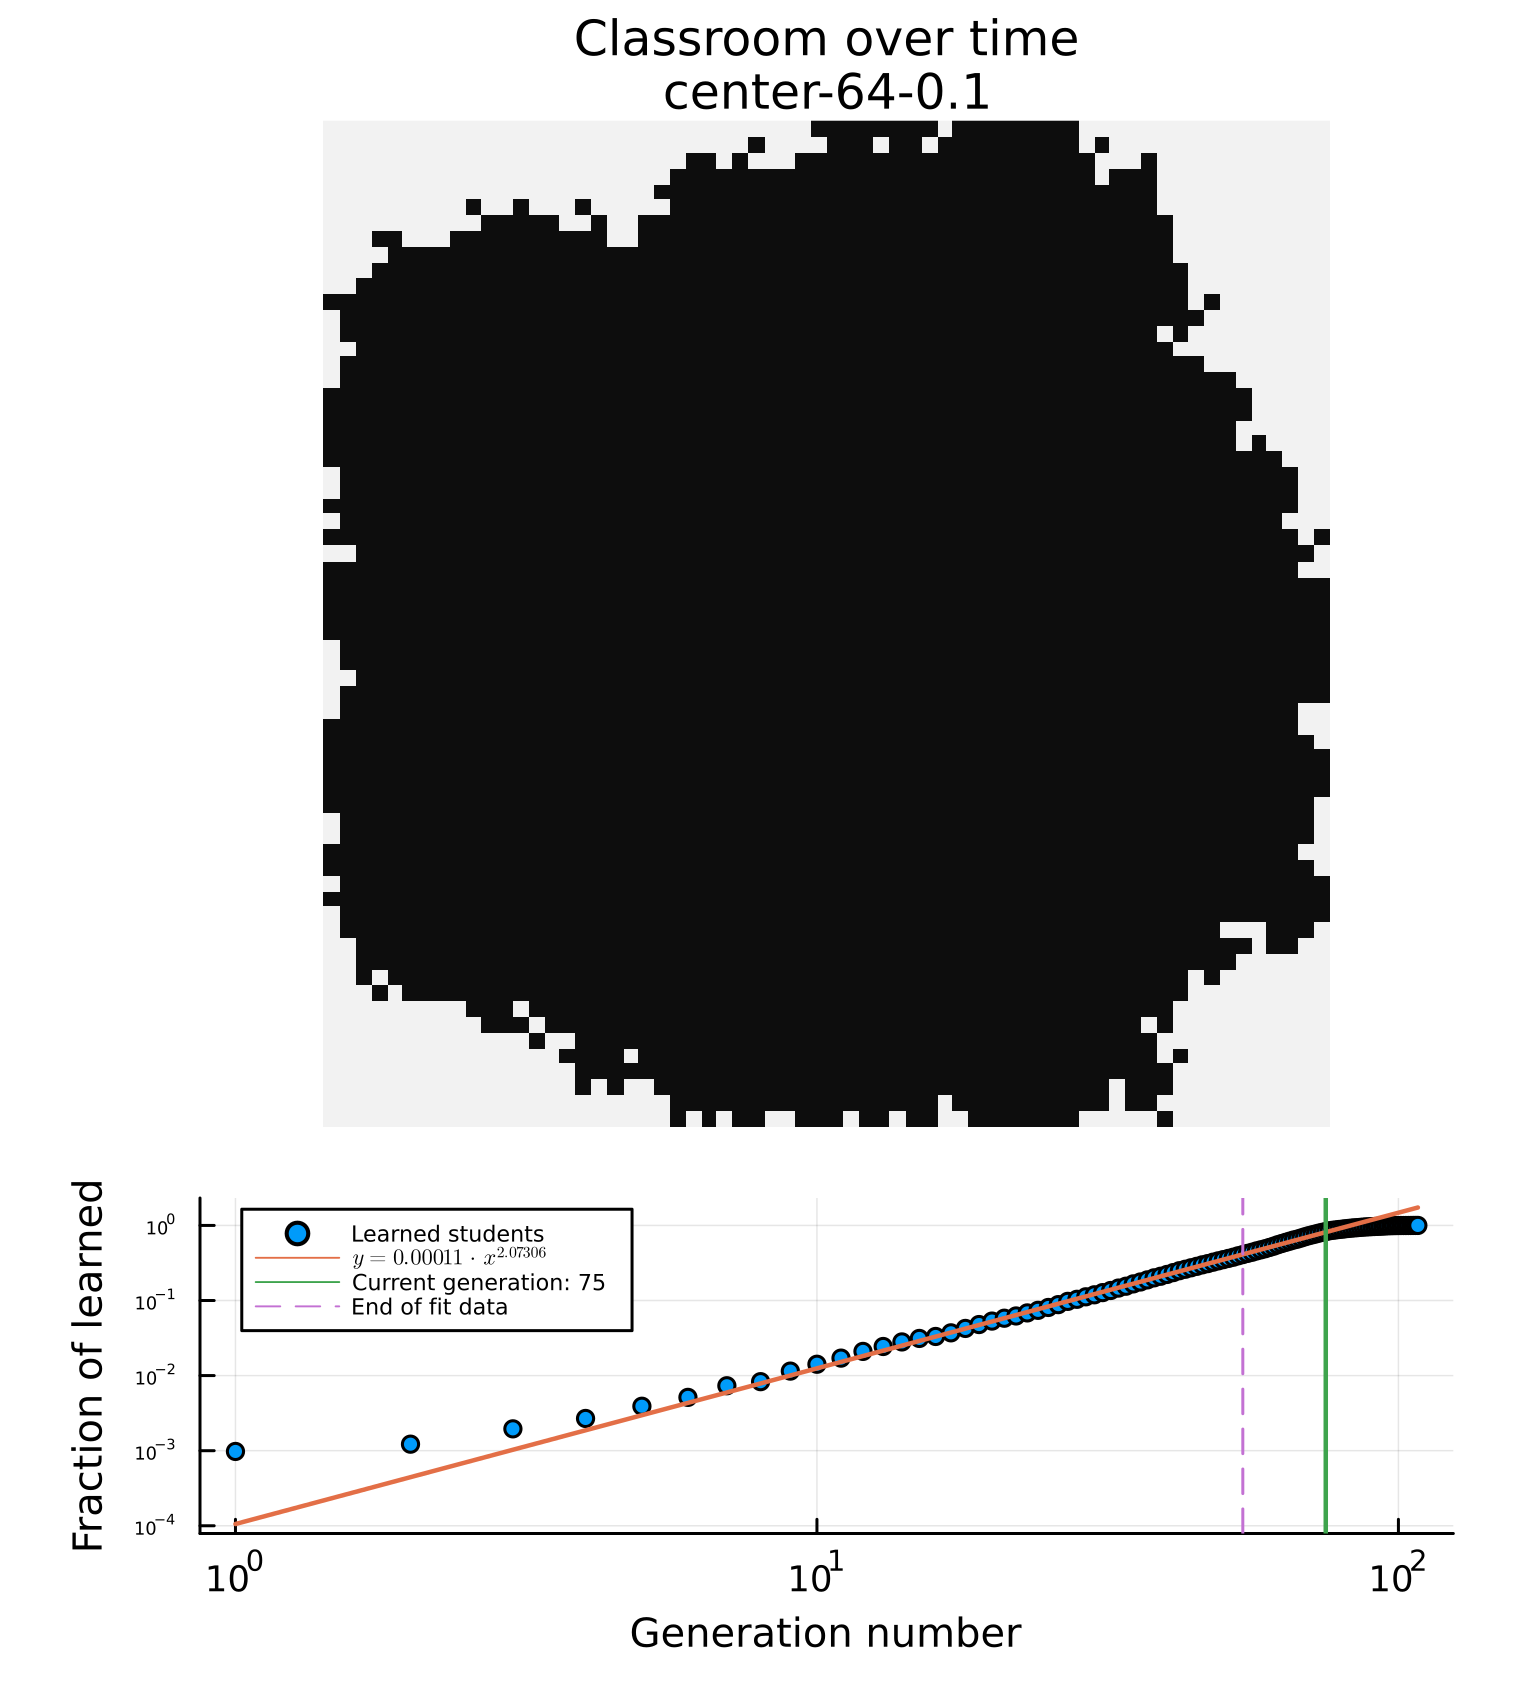 Classroom over time
center-64-0.1
Fraction of learned
10^0
10^-1
10^-2
10^-3
10^-4
Learned students
y = 0.00011 · x^2.07306
Current generation: 75
End of fit data
10^0 10^1 10^2
Generation number